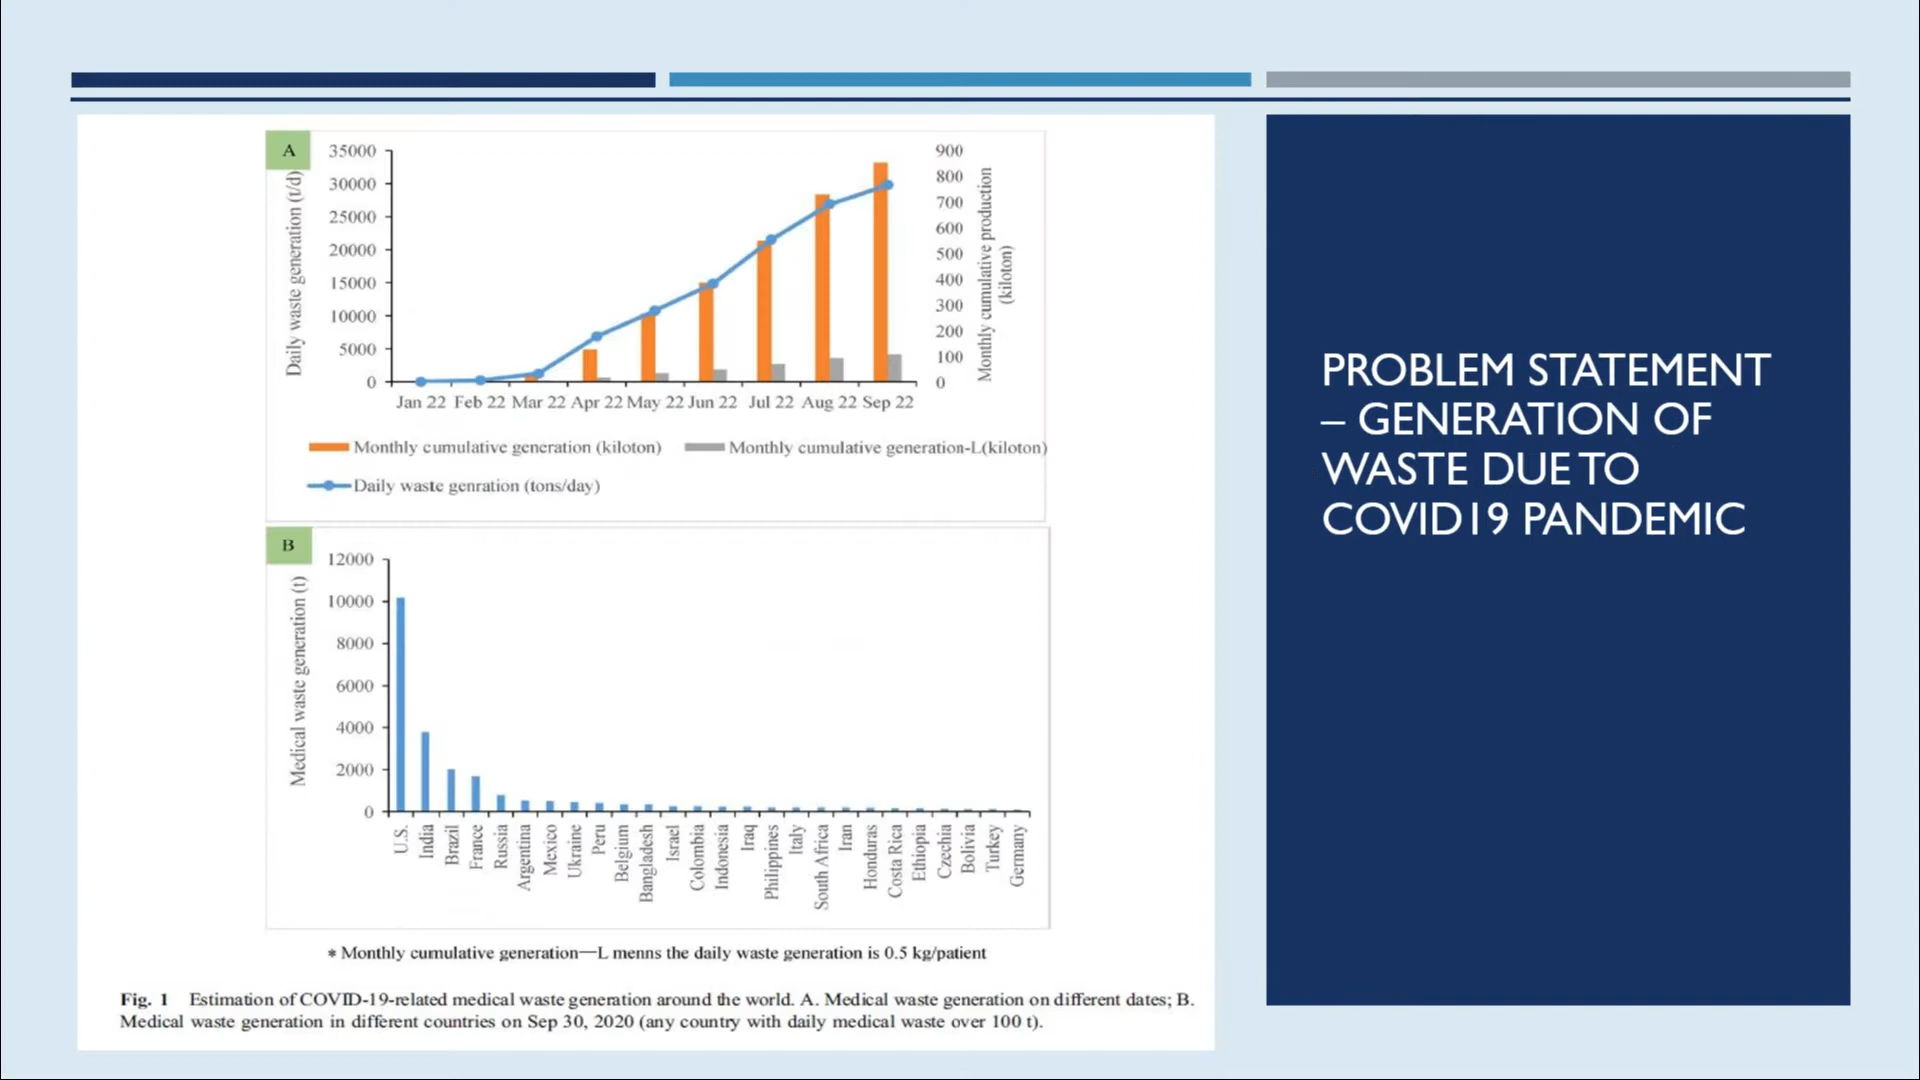 A
Daily waste generation (t/d)
35000
30000
25000
20000
15000
10000
5000
0
900
800
700
600
500
400
300
200
100
0
Monthly cumulative production
(kiloton)
Jan 22 Feb 22 Mar 22 Apr 22 May 22 Jun 22 Jul 22 Aug 22 Sep 22
Monthly cumulative generation (kiloton) Monthly cumulative generation-L(kiloton)
Daily waste genration (tons/day)
B
Medical waste generation (t)
12000
10000
8000
6000
4000
2000
0
U.S.
India
Brazil
France
Russia
Argentina
Mexico
Ukraine
Peru
Belgium
Bangladesh
Israel
Colombia
Indonesia
Iraq
Philippines
Italy
South Africa
Iran
Honduras
Costa Rica
Ethiopia
Czechia
Bolivia
Turkey
Germany
* Monthly cumulative generation—L menns the daily waste generation is 0.5 kg/patient
Fig. 1 Estimation of COVID-19-related medical waste generation around the world. A. Medical waste generation on different dates; B.
Medical waste generation in different countries on Sep 30, 2020 (any country with daily medical waste over 100 t).
PROBLEM STATEMENT
– GENERATION OF
WASTE DUE TO
COVID19 PANDEMIC